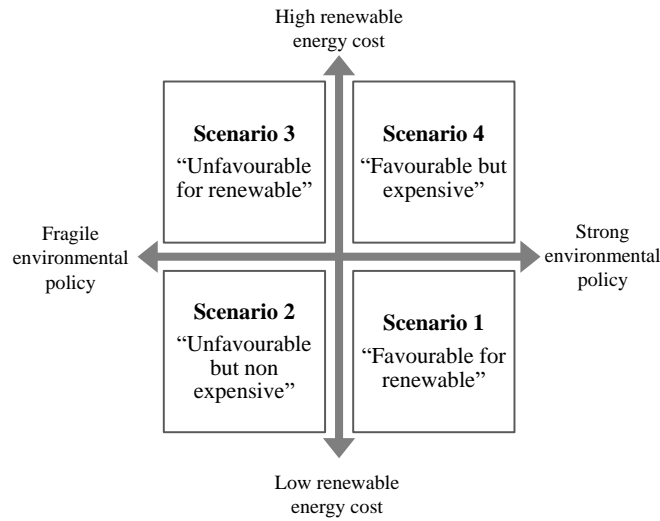 High renewable
energy cost
Scenario 3
“Unfavourable
for renewable”
Scenario 4
“Favourable but
expensive”
Fragile
environmental
policy
Strong
environmental
policy
Scenario 2
“Unfavourable
but non
expensive”
Scenario 1
“Favourable for
renewable”
Low renewable
energy cost